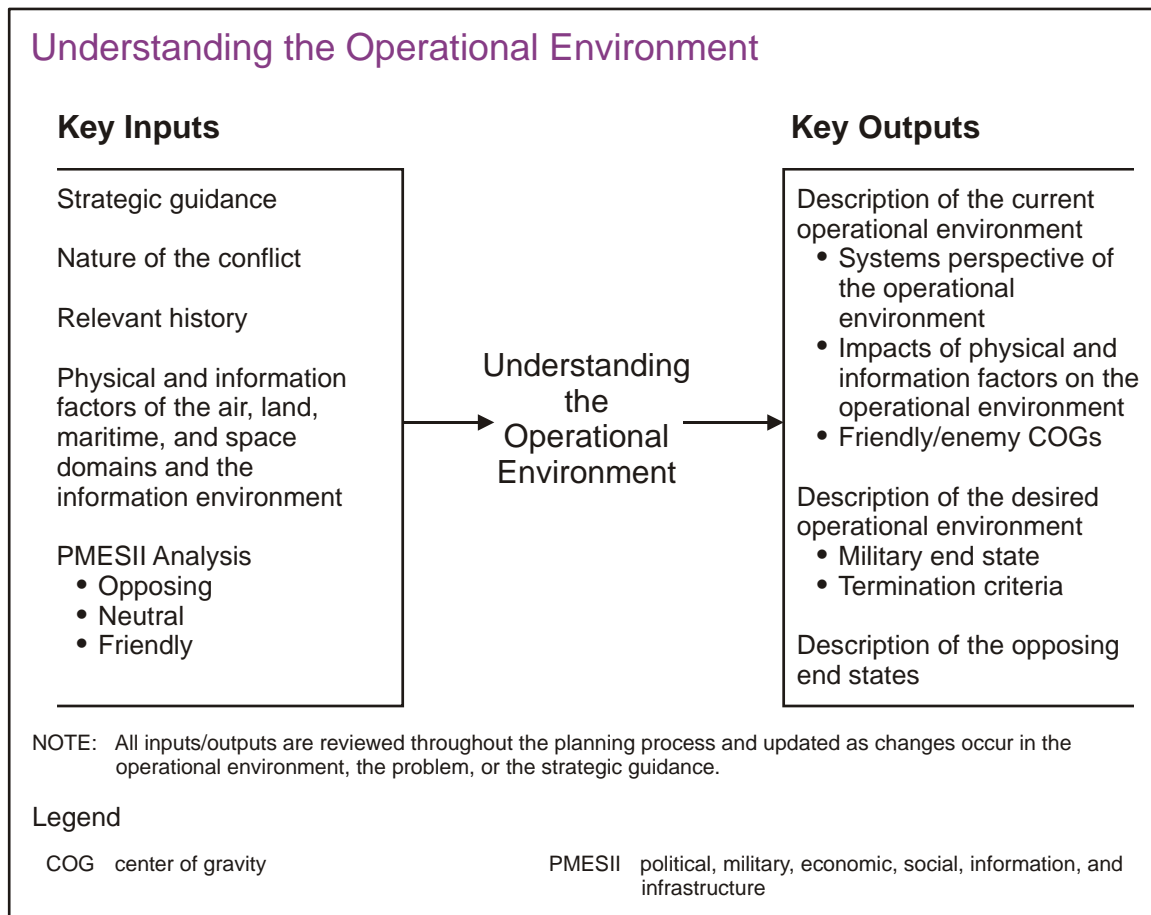 Understanding the Operational Environment
Key Inputs
Strategic guidance
Nature of the conflict
Relevant history
Physical and information
factors of the air, land,
maritime, and space
domains and the
information environment
PMESII Analysis
• Opposing
• Neutral
• Friendly
Understanding
the
Operational
Environment
Key Outputs
Description of the current
operational environment
• Systems perspective of
the operational
environment
• Impacts of physical and
information factors on the
operational environment
• Friendly/enemy COGs
Description of the desired
operational environment
• Military end state
• Termination criteria
Description of the opposing
end states
NOTE: All inputs/outputs are reviewed throughout the planning process and updated as changes occur in the
operational environment, the problem, or the strategic guidance.
Legend
COG center of gravity
PMESII political, military, economic, social, information, and
infrastructure